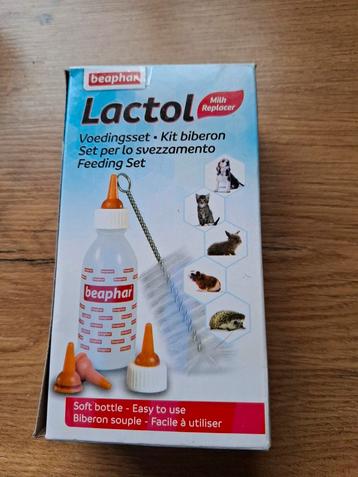 beaphar
Lactol
Milk
Replacer
Voedingsset • Kit biberon
Set per lo svezzamento
Feeding Set
beaphar
Soft bottle - Easy to use
Biberon souple - Facile à utiliser